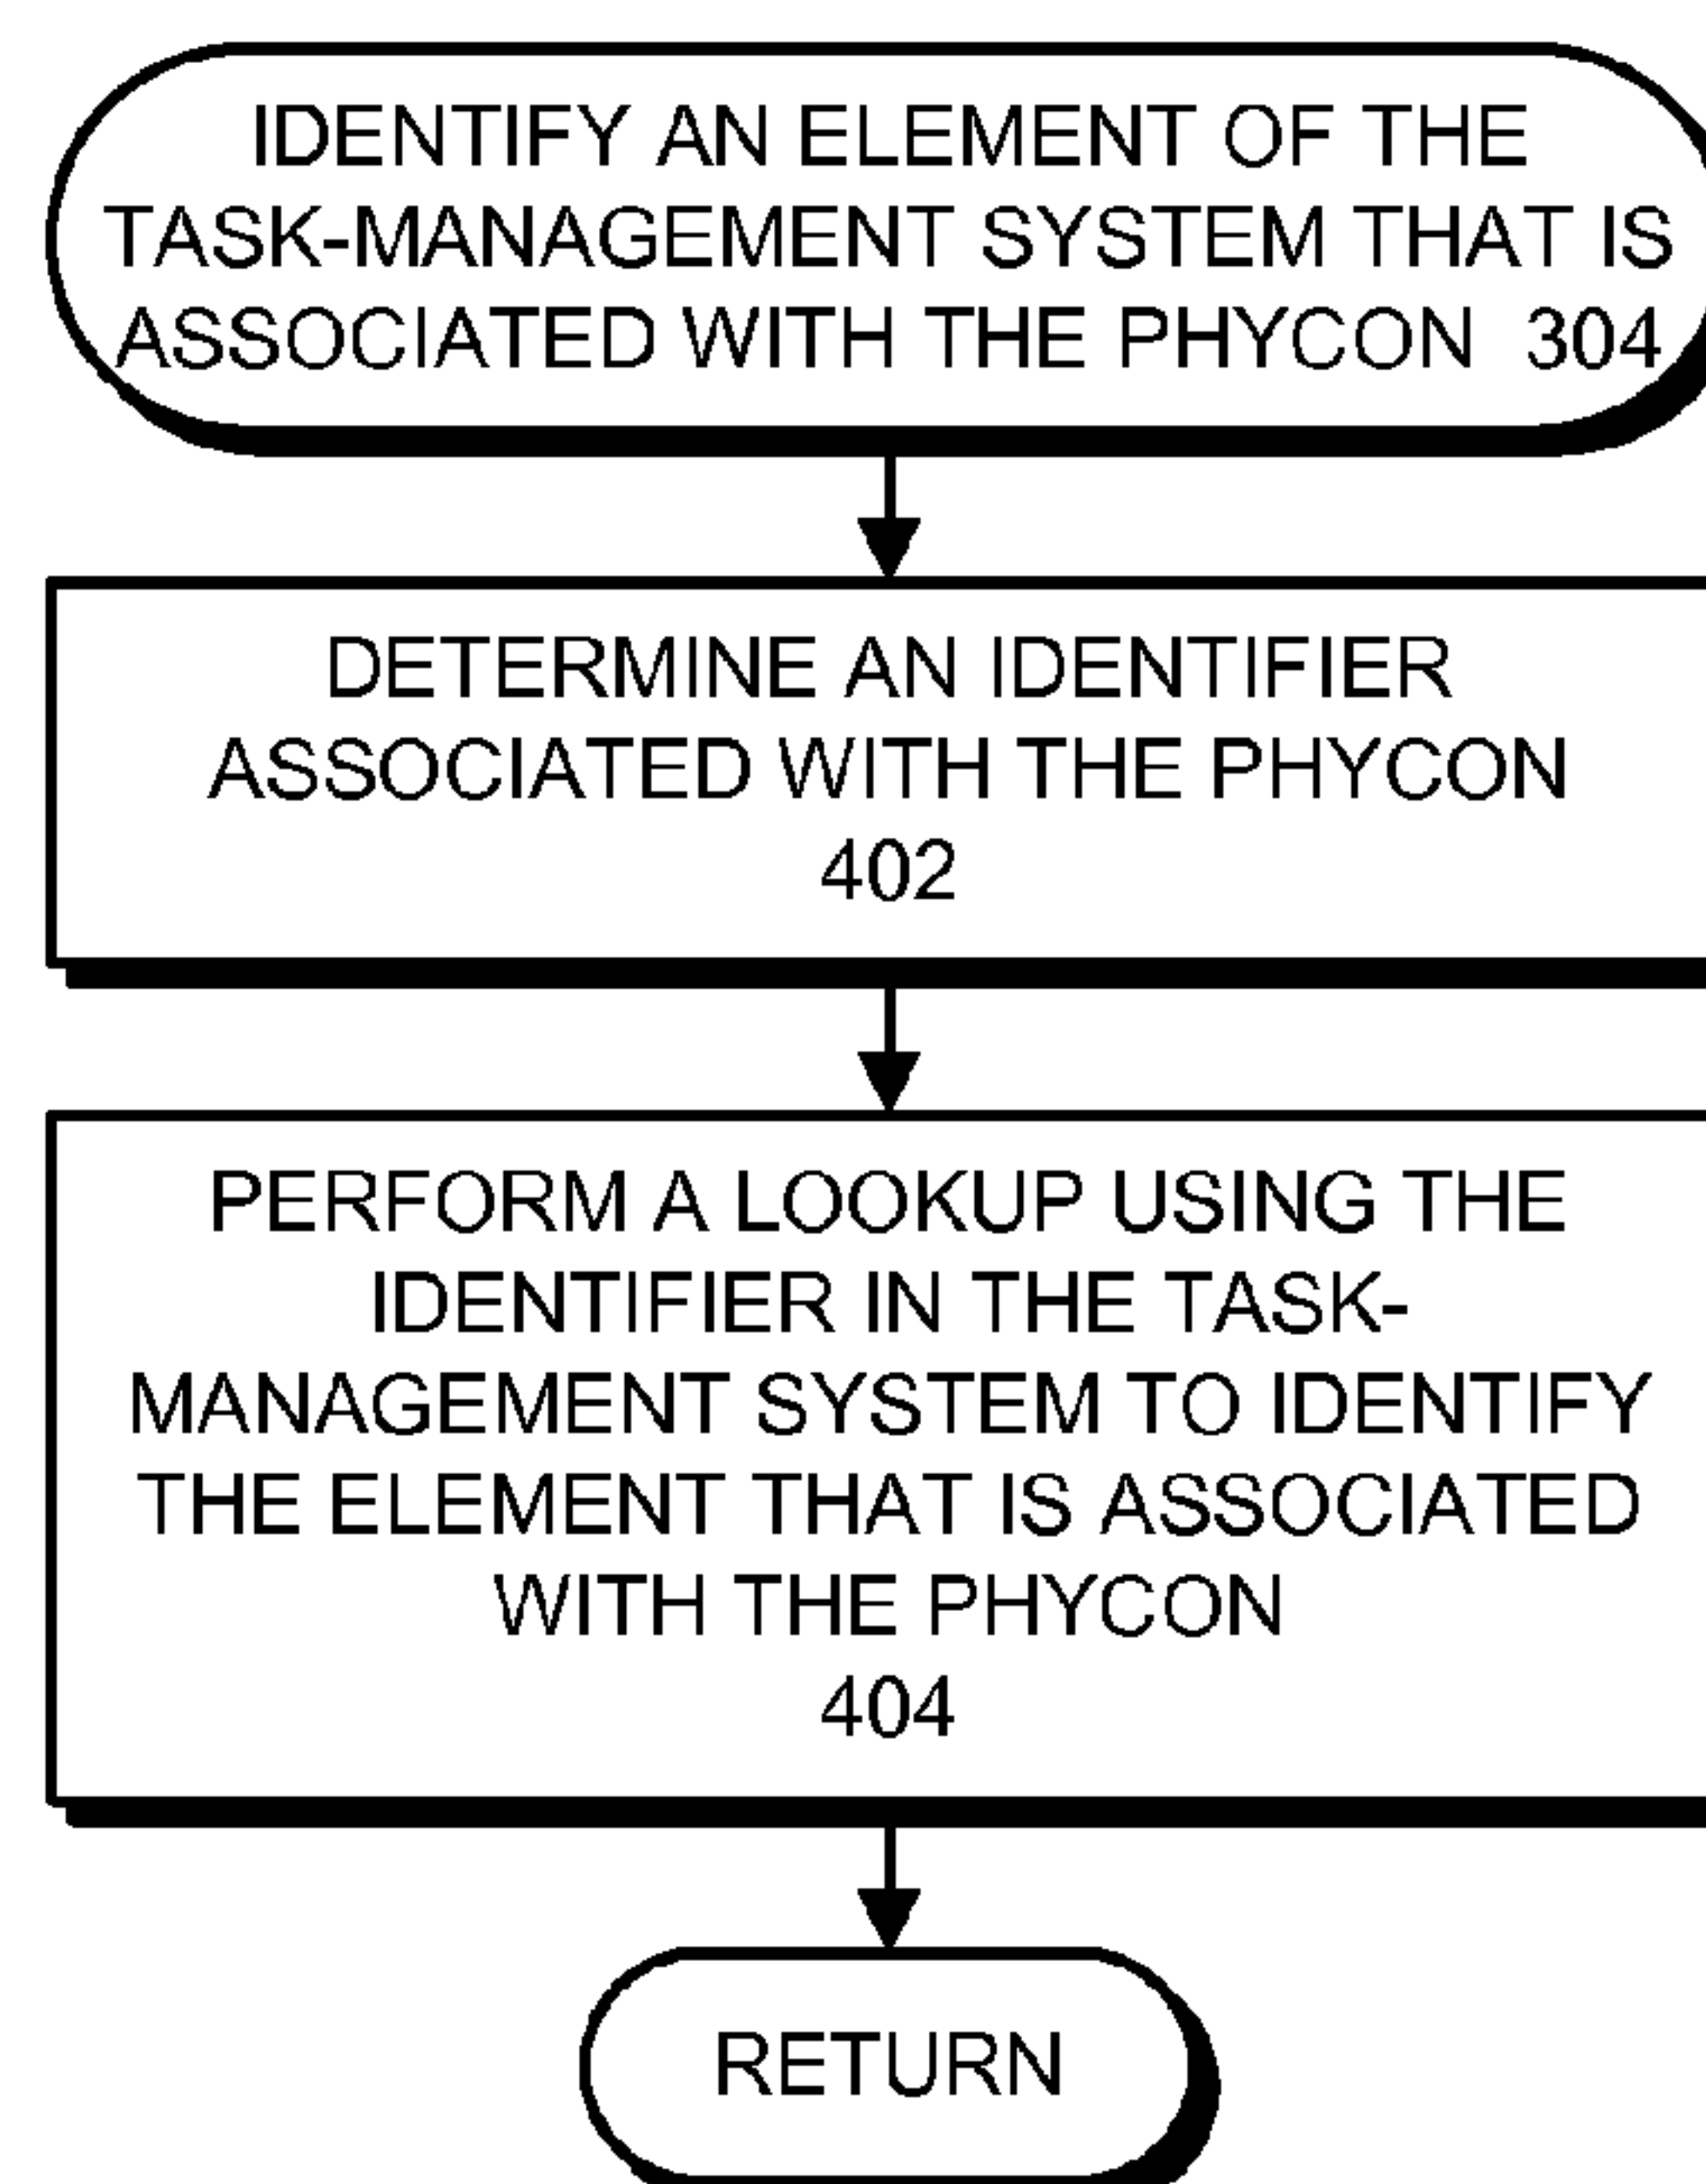 IDENTIFY AN ELEMENT OF THE
TASK-MANAGEMENT SYSTEM THAT IS
ASSOCIATED WITH THE PHYCON 304
DETERMINE AN IDENTIFIER
ASSOCIATED WITH THE PHYCON
402
PERFORM A LOOKUP USING THE
IDENTIFIER IN THE TASK-
MANAGEMENT SYSTEM TO IDENTIFY
THE ELEMENT THAT IS ASSOCIATED
WITH THE PHYCON
404
RETURN